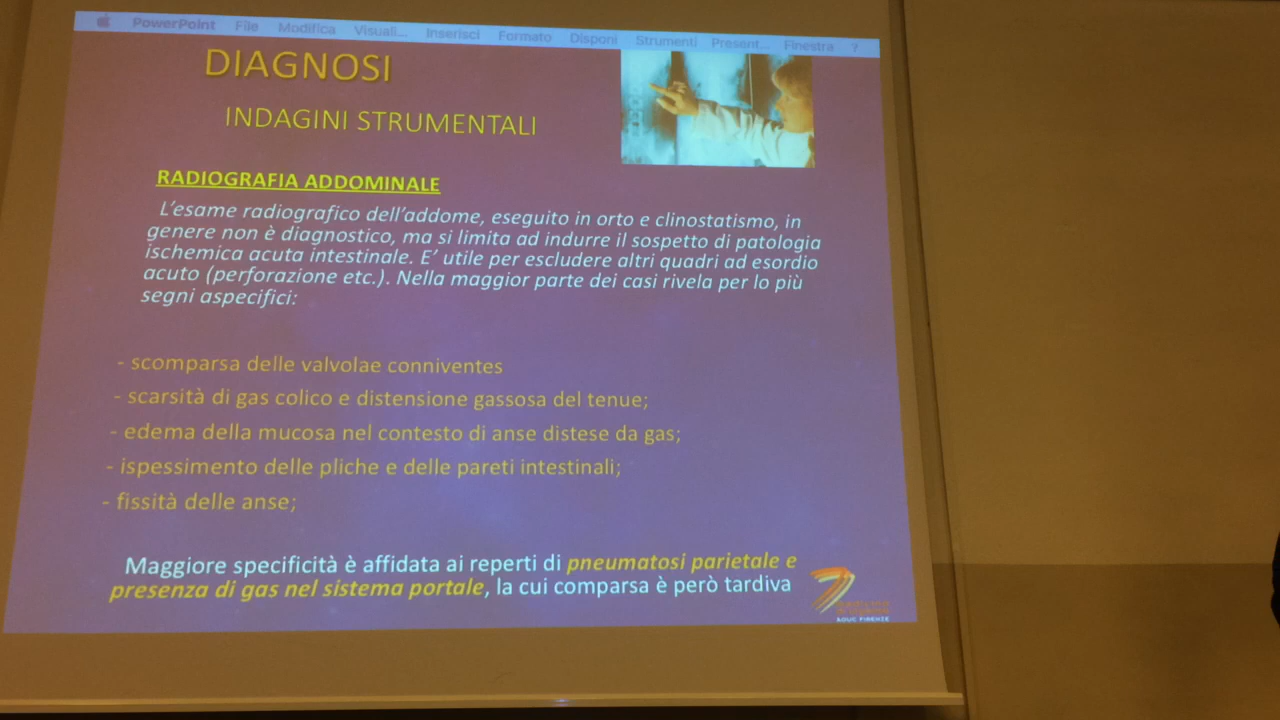 PowerPoint File Modifica Visuali... Inserisci Formato Disponi Strumenti Present... Finestra ?
DIAGNOSI
INDAGINI STRUMENTALI
RADIOGRAFIA ADDOMINALE
L'esame radiografico dell'addome, eseguito in orto e clinostatismo, in
genere non è diagnostico, ma si limita ad indurre il sospetto di patologia
ischemica acuta intestinale. E' utile per escludere altri quadri ad esordio
acuto (perforazione etc.). Nella maggior parte dei casi rivela per lo più
segni aspecifici:
- scomparsa delle valvolae conniventes
- scarsità di gas colico e distensione gassosa del tenue;
- edema della mucosa nel contesto di anse distese da gas;
- ispessimento delle pliche e delle pareti intestinali;
- fissità delle anse;
Maggiore specificità è affidata ai reperti di pneumatosi parietale e
presenza di gas nel sistema portale, la cui comparsa è però tardiva
AOUC FIRENZE